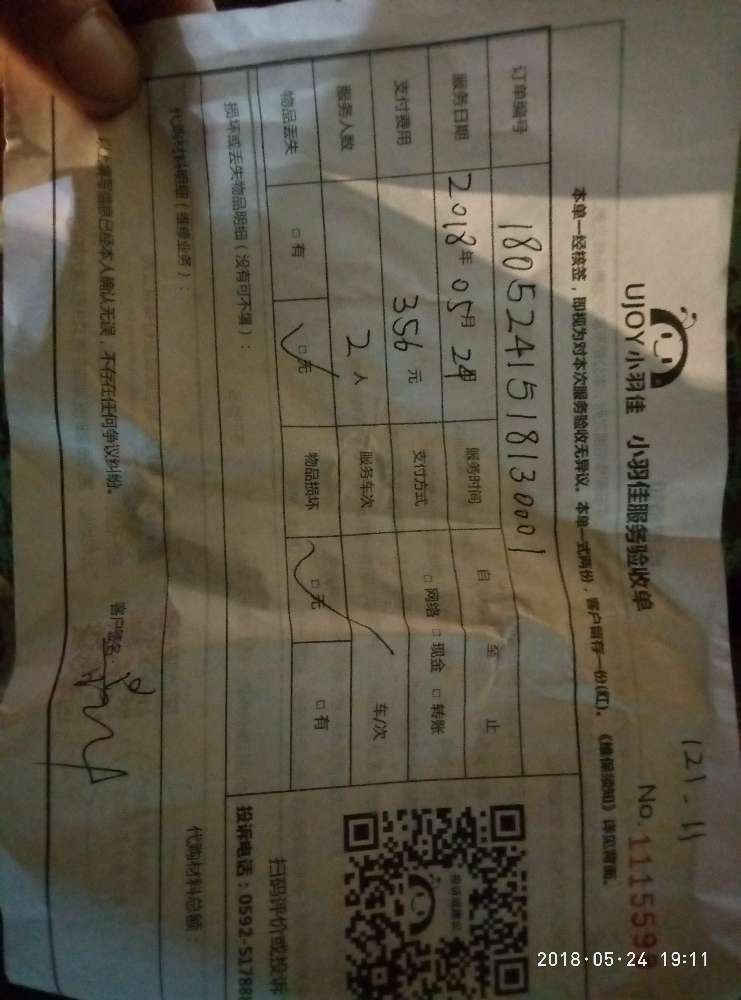 121-11
UJOY小羽佳 小羽佳服务验收单 No.111559
本单一经核签，即视为对本次服务验收无异议。本单一式两份，客户留存一份(红)。《维保须知》详见背面。
订单编号 1805241518130001
服务日期 2018年05月24日 服务时间 自 至 止
支付费用 356元 支付方式 □网络 □现金 □转账
服务人数 2人 服务车次 车/次
物品丢失 □有 □无 物品损坏 □无 □有
损坏或丢失物品明细（没有可不填）：
代购材料明细（维修业务）： 代购材料总额：
以上填写信息已经本人确认无误，不存在任何争议纠纷。 客户签名：
扫码评价或投诉
投诉电话：0592-51788
2018-05-24 19:11